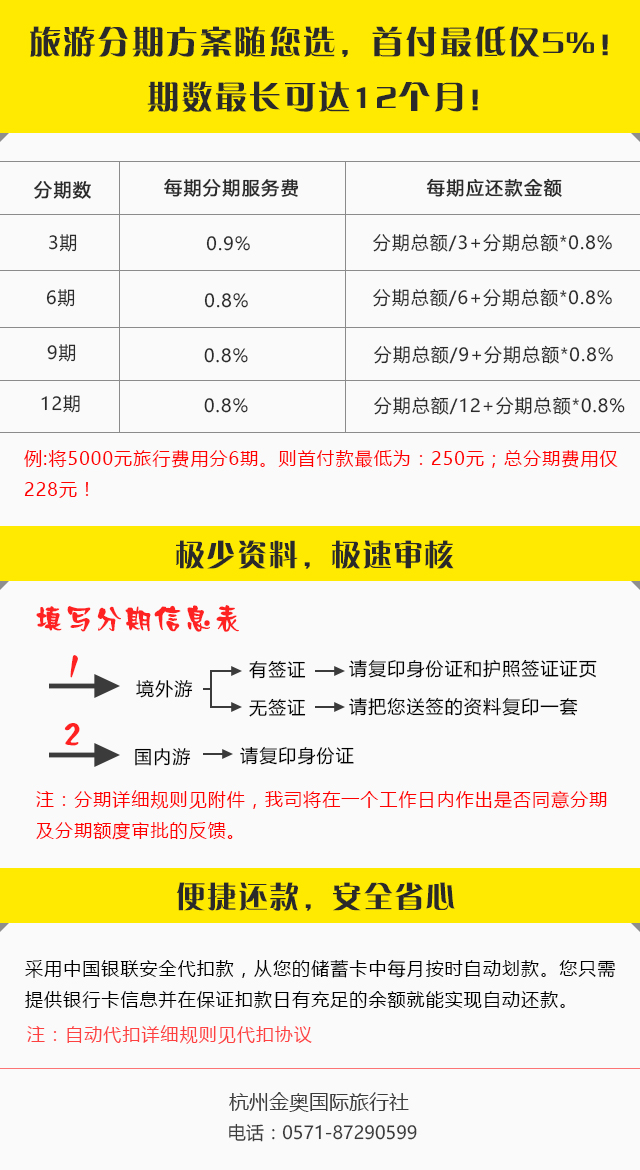 旅游分期方案随您选，首付最低仅5%！
期数最长可达12个月！
分期数 每期分期服务费 每期应还款金额
3期 0.9% 分期总额/3+分期总额*0.8%
6期 0.8% 分期总额/6+分期总额*0.8%
9期 0.8% 分期总额/9+分期总额*0.8%
12期 0.8% 分期总额/12+分期总额*0.8%
例:将5000元旅行费用分6期。则首付款最低为：250元；总分期费用仅
228元！
极少资料，极速审核
填写分期信息表
1 境外游 有签证 请复印身份证和护照签证证页
无签证 请把您送签的资料复印一套
2 国内游 请复印身份证
注：分期详细规则见附件，我司将在一个工作日内作出是否同意分期
及分期额度审批的反馈。
便捷还款，安全省心
采用中国银联安全代扣款，从您的储蓄卡中每月按时自动划款。您只需
提供银行卡信息并在保证扣款日有充足的余额就能实现自动还款。
注：自动代扣详细规则见代扣协议
杭州金奥国际旅行社
电话：0571-87290599